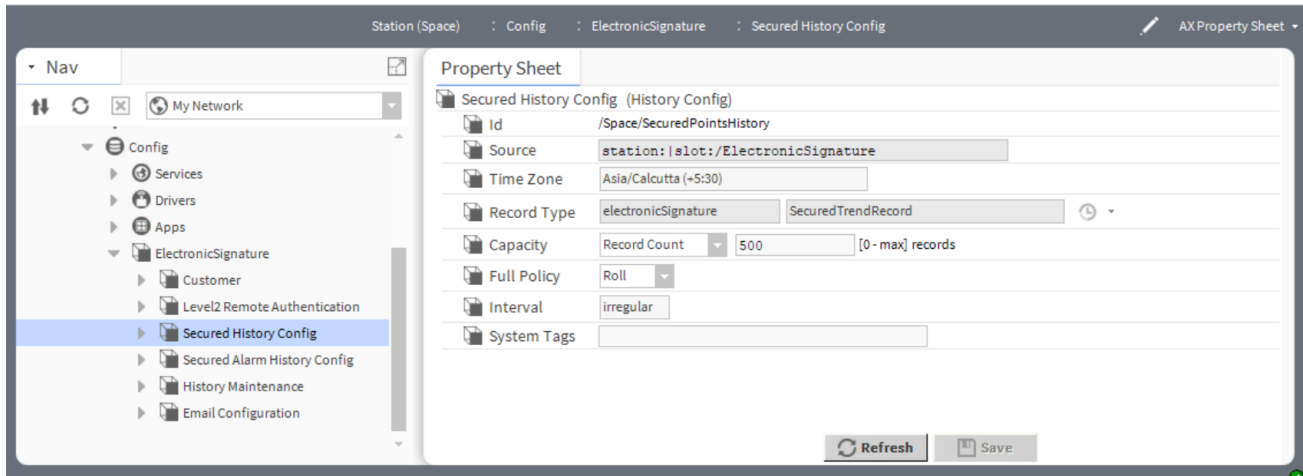 Station (Space) : Config : ElectronicSignature : Secured History Config AX Property Sheet
Nav
My Network
Config
Services
Drivers
Apps
ElectronicSignature
Customer
Level2 Remote Authentication
Secured History Config
Secured Alarm History Config
History Maintenance
Email Configuration
Property Sheet
Secured History Config (History Config)
Id /Space/SecuredPointsHistory
Source station:|slot:/ElectronicSignature
Time Zone Asia/Calcutta (+5:30)
Record Type electronicSignature SecuredTrendRecord
Capacity Record Count 500 [0 - max] records
Full Policy Roll
Interval irregular
System Tags
Refresh Save